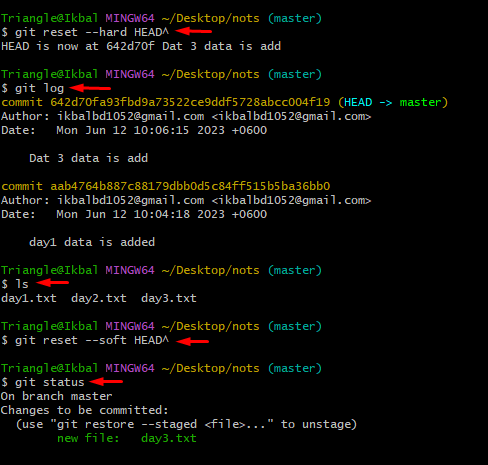 Triangle@Ikbal MINGW64 ~/Desktop/nots (master)
$ git reset --hard HEAD^
HEAD is now at 642d70f Dat 3 data is add
Triangle@Ikbal MINGW64 ~/Desktop/nots (master)
$ git log
commit 642d70fa93fbd9a73522ce9ddf5728abcc004f19 (HEAD -> master)
Author: ikbalbd1052@gmail.com <ikbalbd1052@gmail.com>
Date:   Mon Jun 12 10:06:15 2023 +0600
    Dat 3 data is add
commit aab4764b887c88179dbb0d5c84ff515b5ba36bb0
Author: ikbalbd1052@gmail.com <ikbalbd1052@gmail.com>
Date:   Mon Jun 12 10:04:18 2023 +0600
    day1 data is added
Triangle@Ikbal MINGW64 ~/Desktop/nots (master)
$ ls
day1.txt  day2.txt  day3.txt
Triangle@Ikbal MINGW64 ~/Desktop/nots (master)
$ git reset --soft HEAD^
Triangle@Ikbal MINGW64 ~/Desktop/nots (master)
$ git status
On branch master
Changes to be committed:
  (use "git restore --staged <file>..." to unstage)
        new file:   day3.txt